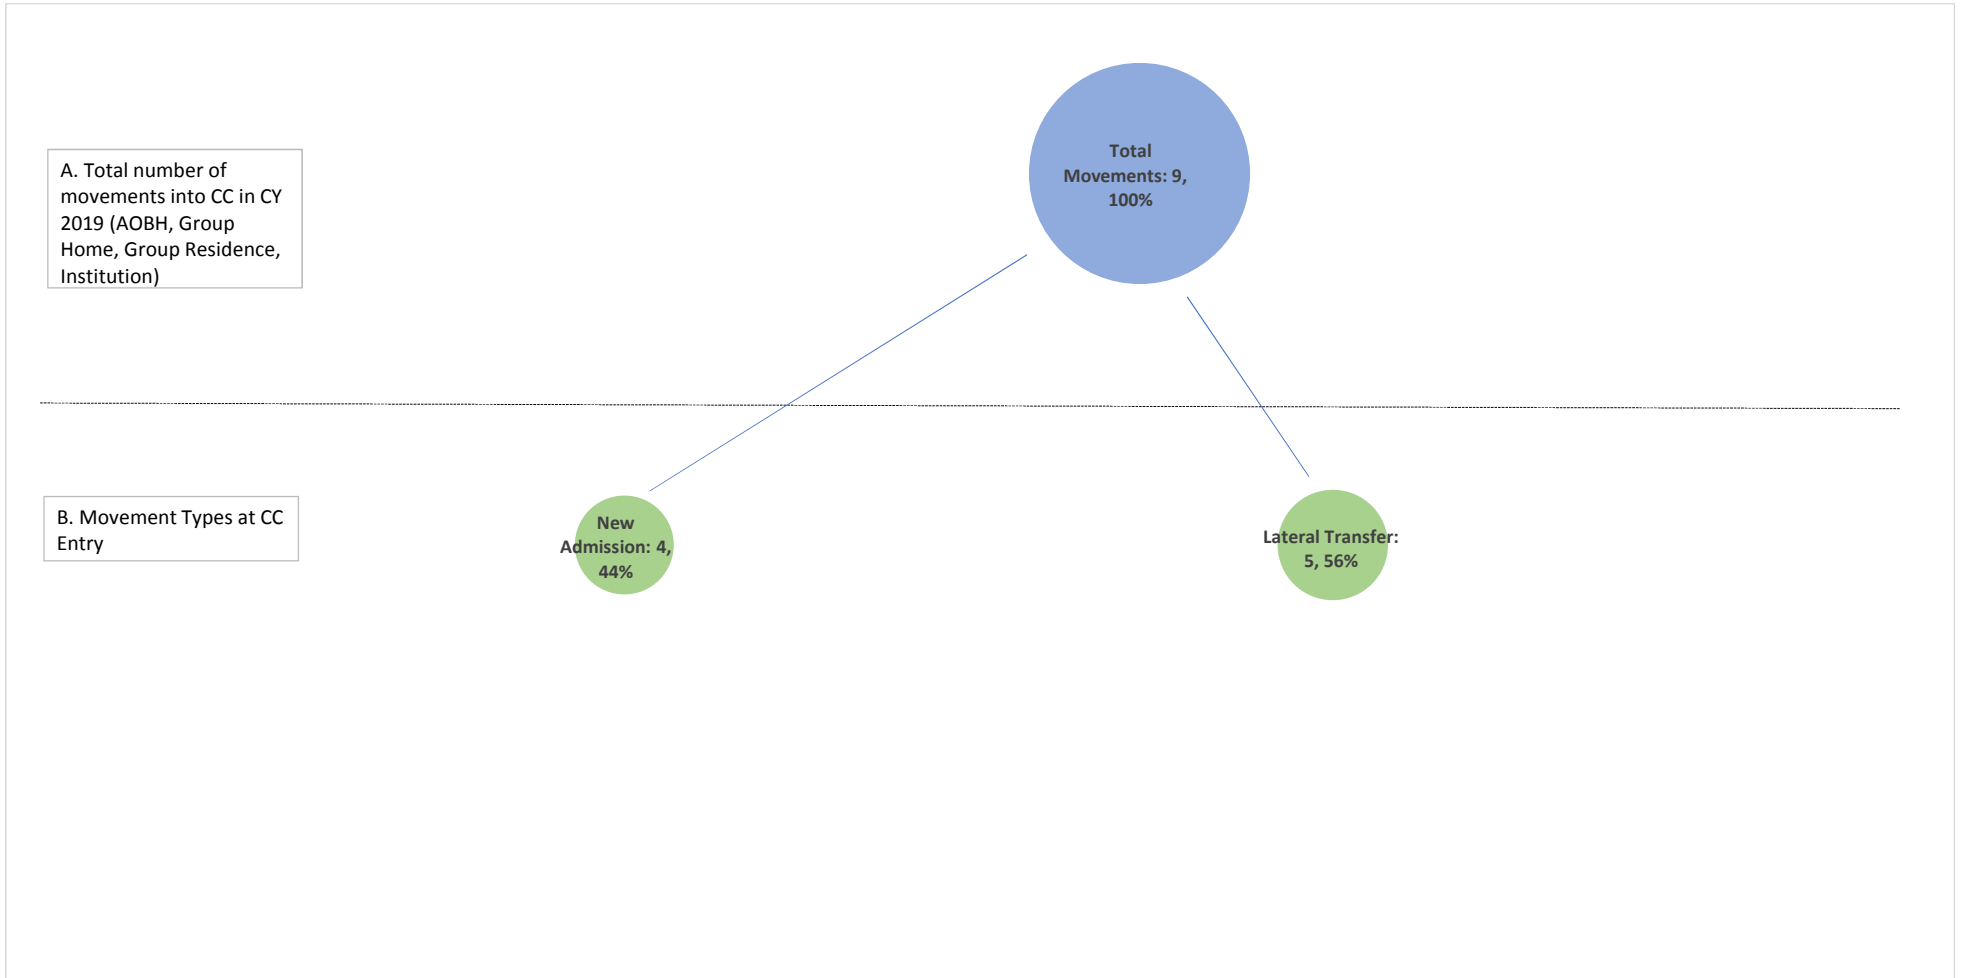 Total
Movements: 9,
100%
A. Total number of
movements into CC in CY
2019 (AOBH, Group
Home, Group Residence,
Institution)
B. Movement Types at CC
Entry
New
Admission: 4,
44%
Lateral Transfer:
5, 56%